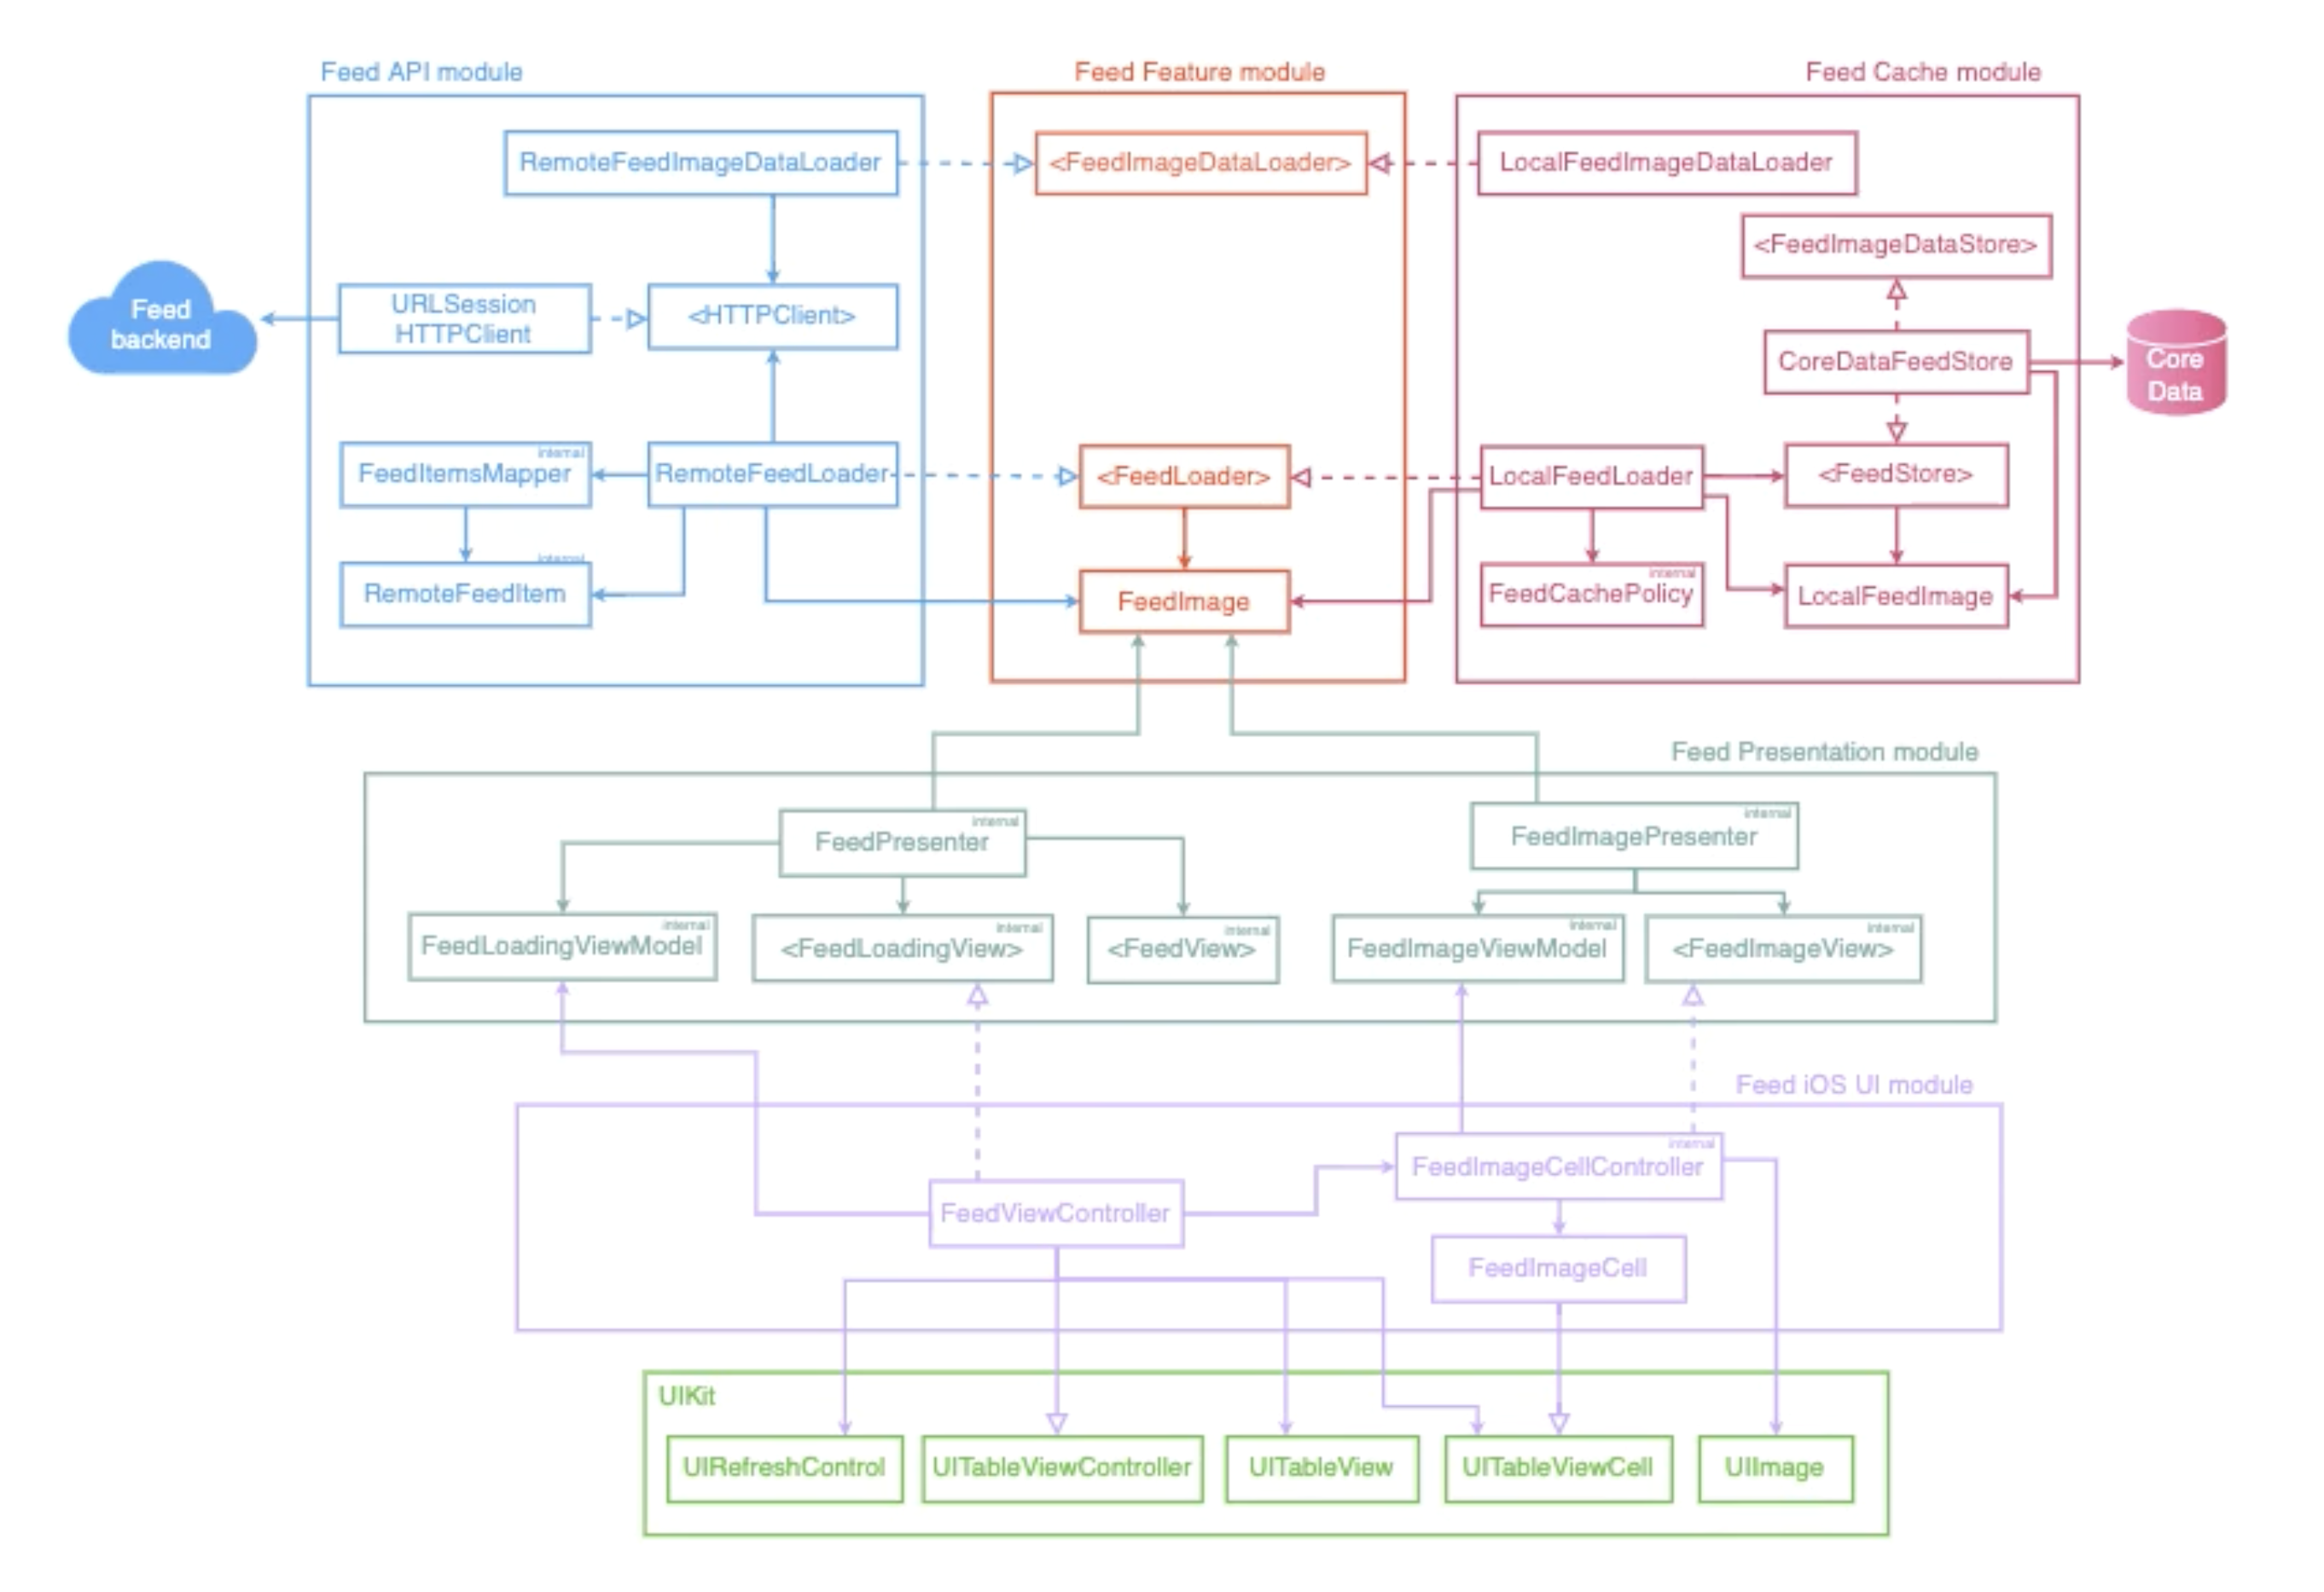 Feed API module
Feed Feature module
Feed Cache module
RemoteFeedImageDataLoader
<FeedImageDataLoader>
LocalFeedImageDataLoader
<FeedImageDataStore>
Feed
backend
URLSession
HTTPClient
<HTTPClient>
CoreDataFeedStore
Core
Data
internal
FeedItemsMapper
RemoteFeedLoader
<FeedLoader>
LocalFeedLoader
<FeedStore>
internal
RemoteFeedItem
FeedImage
internal
FeedCachePolicy
LocalFeedImage
Feed Presentation module
internal
FeedPresenter
internal
FeedImagePresenter
internal
FeedLoadingViewModel
internal
<FeedLoadingView>
internal
<FeedView>
internal
FeedImageViewModel
internal
<FeedImageView>
Feed iOS UI module
internal
FeedImageCellController
FeedViewController
FeedImageCell
UIKit
UIRefreshControl
UITableViewController
UITableView
UITableViewCell
UIImage